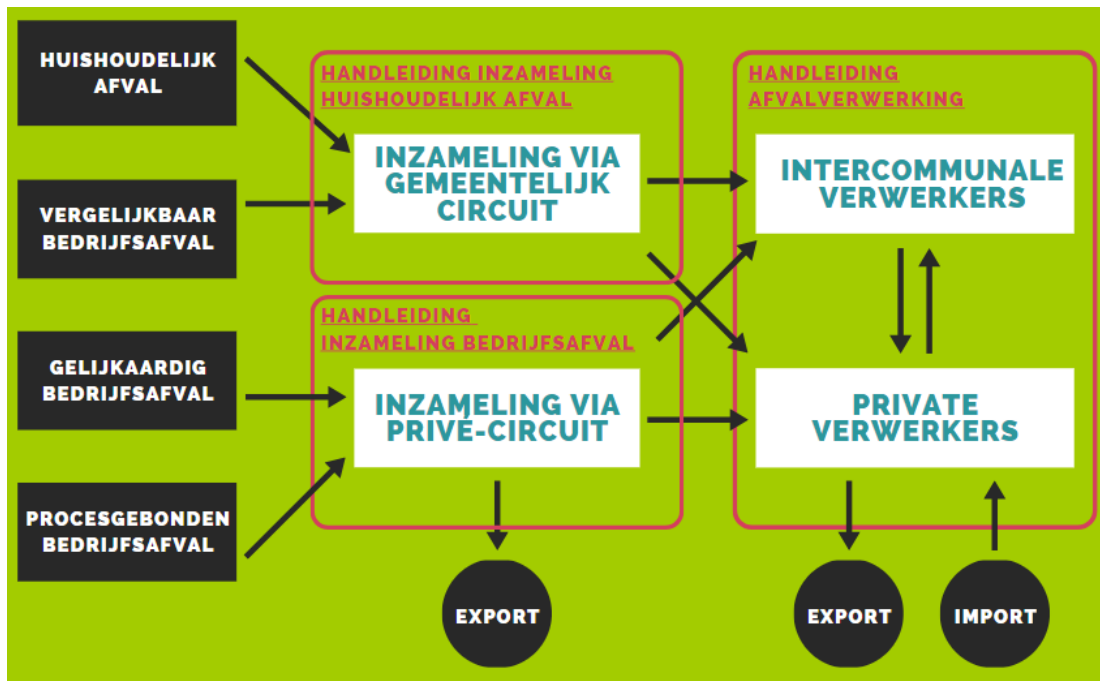 HUISHOUDELIJK
AFVAL
VERGELIJKBAAR
BEDRIJFSAFVAL
GELIJKAARDIG
BEDRIJFSAFVAL
PROCESGEBONDEN
BEDRIJFSAFVAL
HANDLEIDING INZAMELING
HUISHOUDELIJK AFVAL
INZAMELING VIA
GEMEENTELIJK
CIRCUIT
HANDLEIDING
INZAMELING BEDRIJFSAFVAL
INZAMELING VIA
PRIVÉ-CIRCUIT
EXPORT
HANDLEIDING
AFVALVERWERKING
INTERCOMMUNALE
VERWERKERS
PRIVATE
VERWERKERS
EXPORT
IMPORT